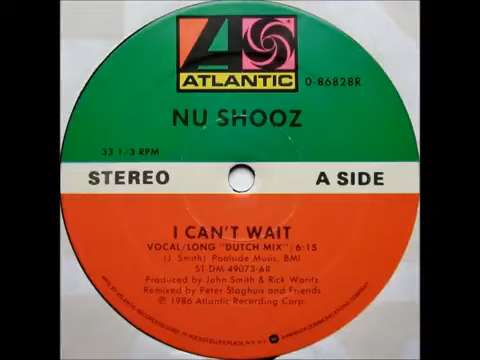 ATLANTIC
0-86828R
NU SHOOZ
33 1/3 RPM
STEREO
A SIDE
I CAN'T WAIT
VOCAL/LONG "DUTCH MIX"/6:15
(J. Smith) Poolside Music, BMI
ST-DM-49073-AR
Produced by John Smith & Rick Waritz
Remixed by Peter Slaghuis and Friends
℗ 1986 Atlantic Recording Corp.